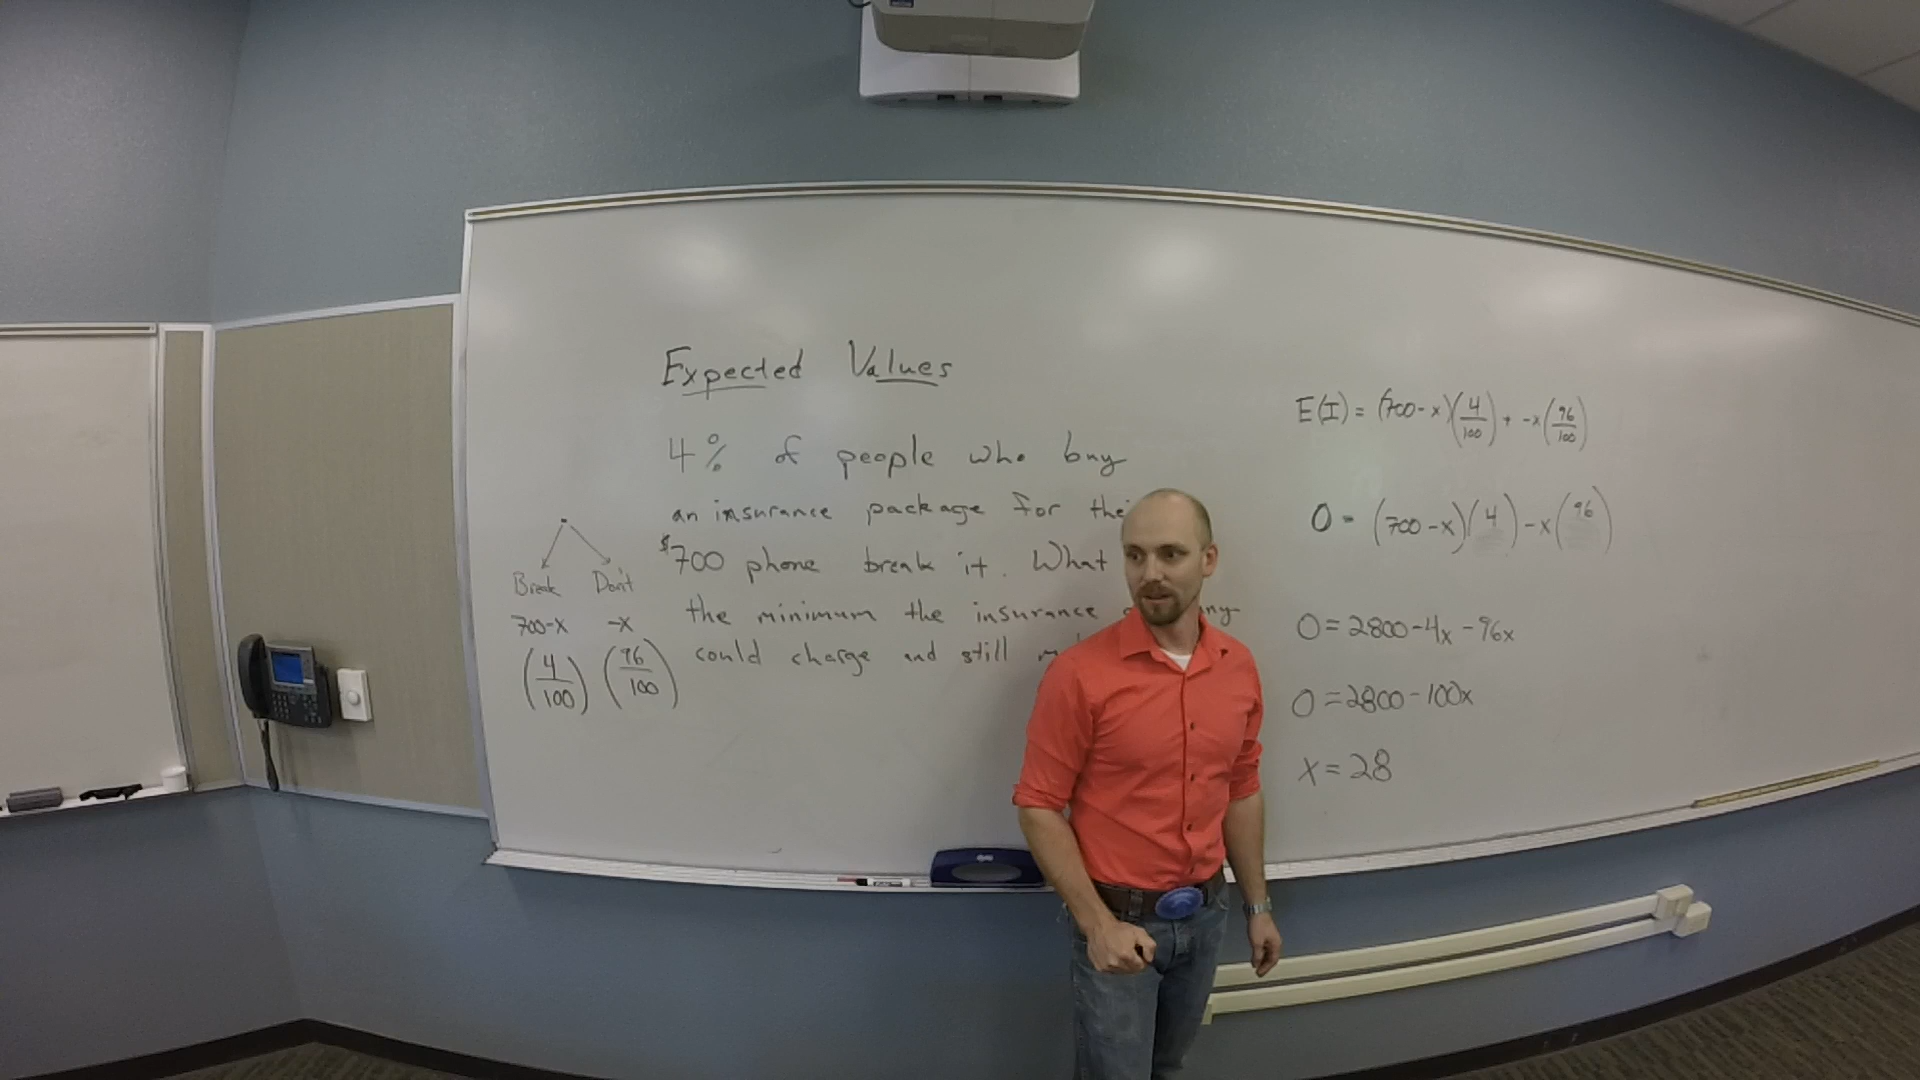 Expected Values
4% of people who buy
an insurance package for
$700 phone break it. What
the minimum the insurance
could charge and still
Break Don't
700-x -x
(4/100) (96/100)
E(I) = (700-x)(4/100) + -x(96/100)
0 = (700-x)(4) - x(96)
0 = 2800-4x-96x
0 = 2800-100x
x = 28